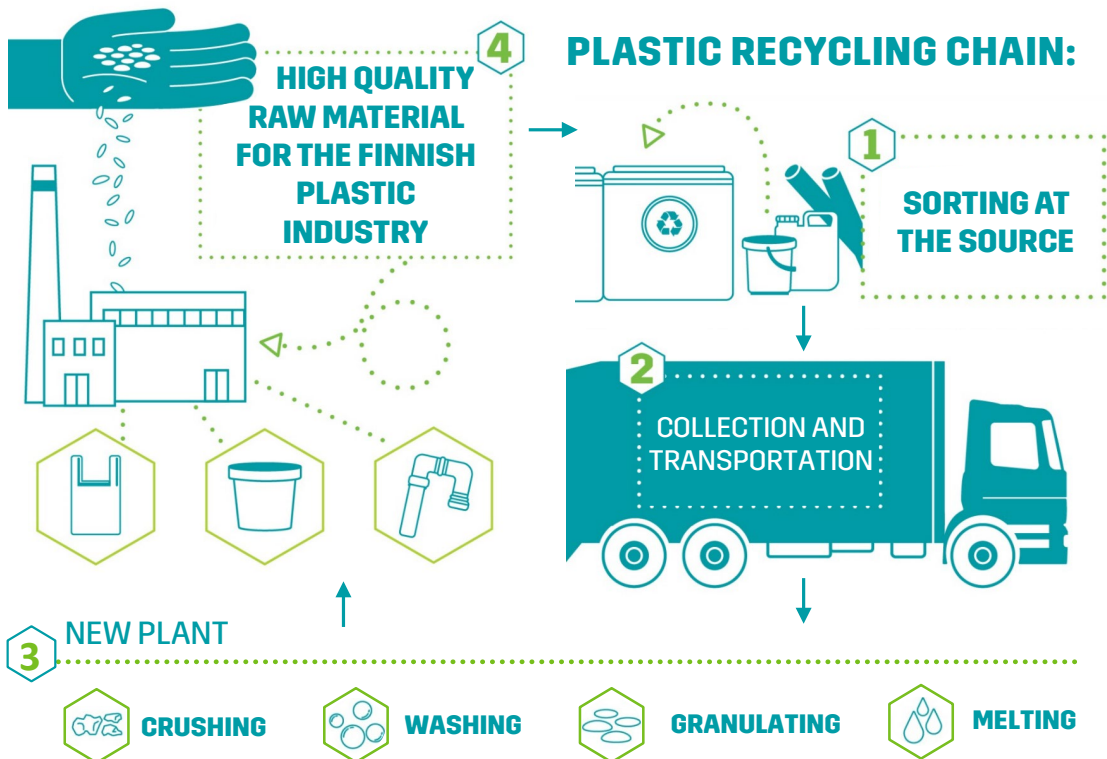 PLASTIC RECYCLING CHAIN:
1
SORTING AT
THE SOURCE
2
COLLECTION AND
TRANSPORTATION
3
NEW PLANT
CRUSHING
WASHING
GRANULATING
MELTING
4
HIGH QUALITY
RAW MATERIAL
FOR THE FINNISH
PLASTIC
INDUSTRY